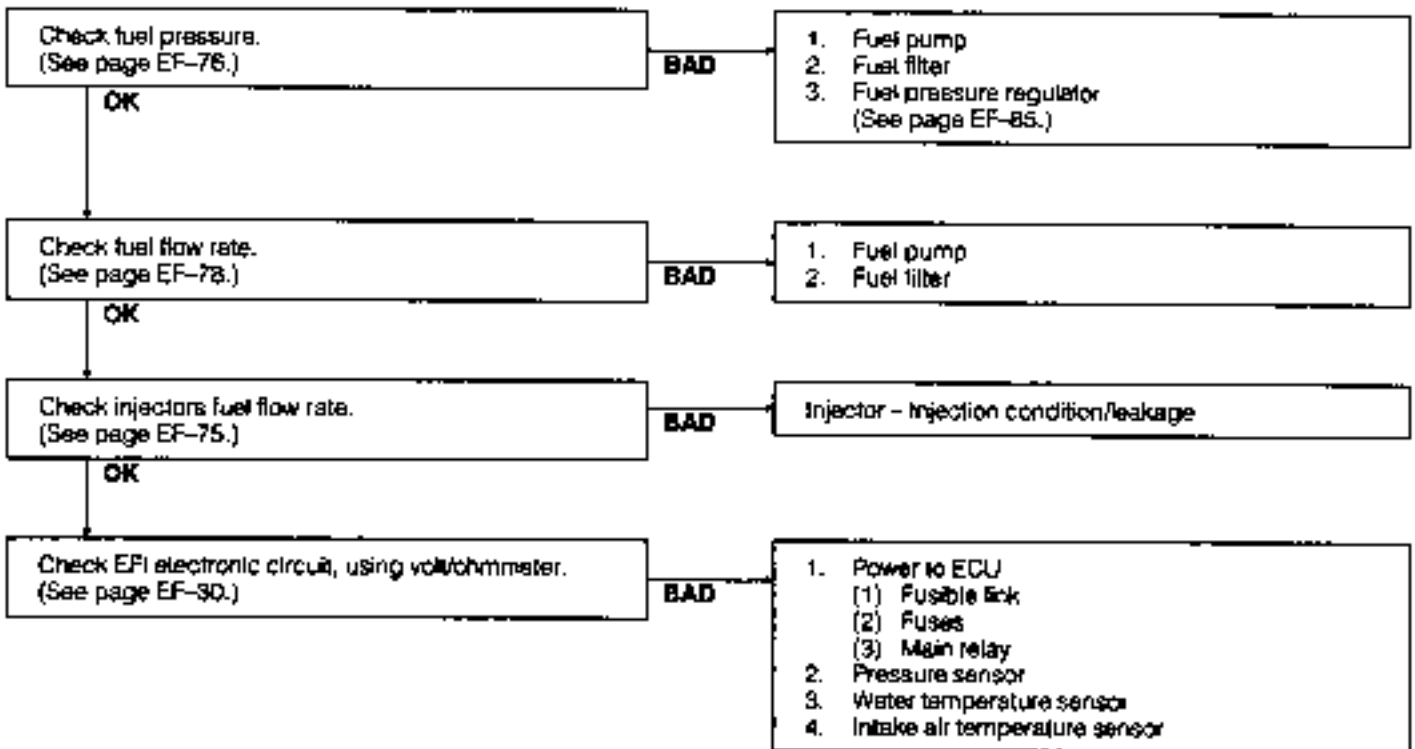 Check fuel pressure.
(See page EF–76.)
BAD
1. Fuel pump
2. Fuel filter
3. Fuel pressure regulator
(See page EF–85.)
OK
Check fuel flow rate.
(See page EF–78.)
BAD
1. Fuel pump
2. Fuel filter
OK
Check injectors fuel flow rate.
(See page EF–75.)
BAD
Injector – Injection condition/leakage
OK
Check EFI electronic circuit, using volt/ohmmeter.
(See page EF–30.)
BAD
1. Power to ECU
(1) Fusible link
(2) Fuses
(3) Main relay
2. Pressure sensor
3. Water temperature sensor
4. Intake air temperature sensor